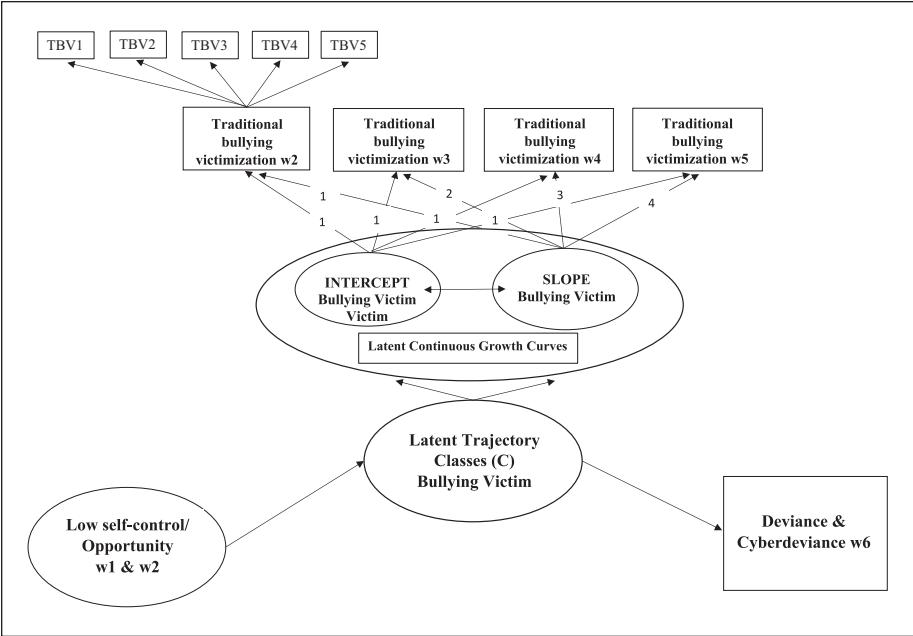 TBV1 TBV2 TBV3 TBV4 TBV5
Traditional
bullying
victimization w2
Traditional
bullying
victimization w3
Traditional
bullying
victimization w4
Traditional
bullying
victimization w5
1 2 3 4
1 1 1 1
INTERCEPT
Bullying Victim
Victim
SLOPE
Bullying Victim
Latent Continuous Growth Curves
Latent Trajectory
Classes (C)
Bullying Victim
Low self-control/
Opportunity
w1 & w2
Deviance &
Cyberdeviance w6